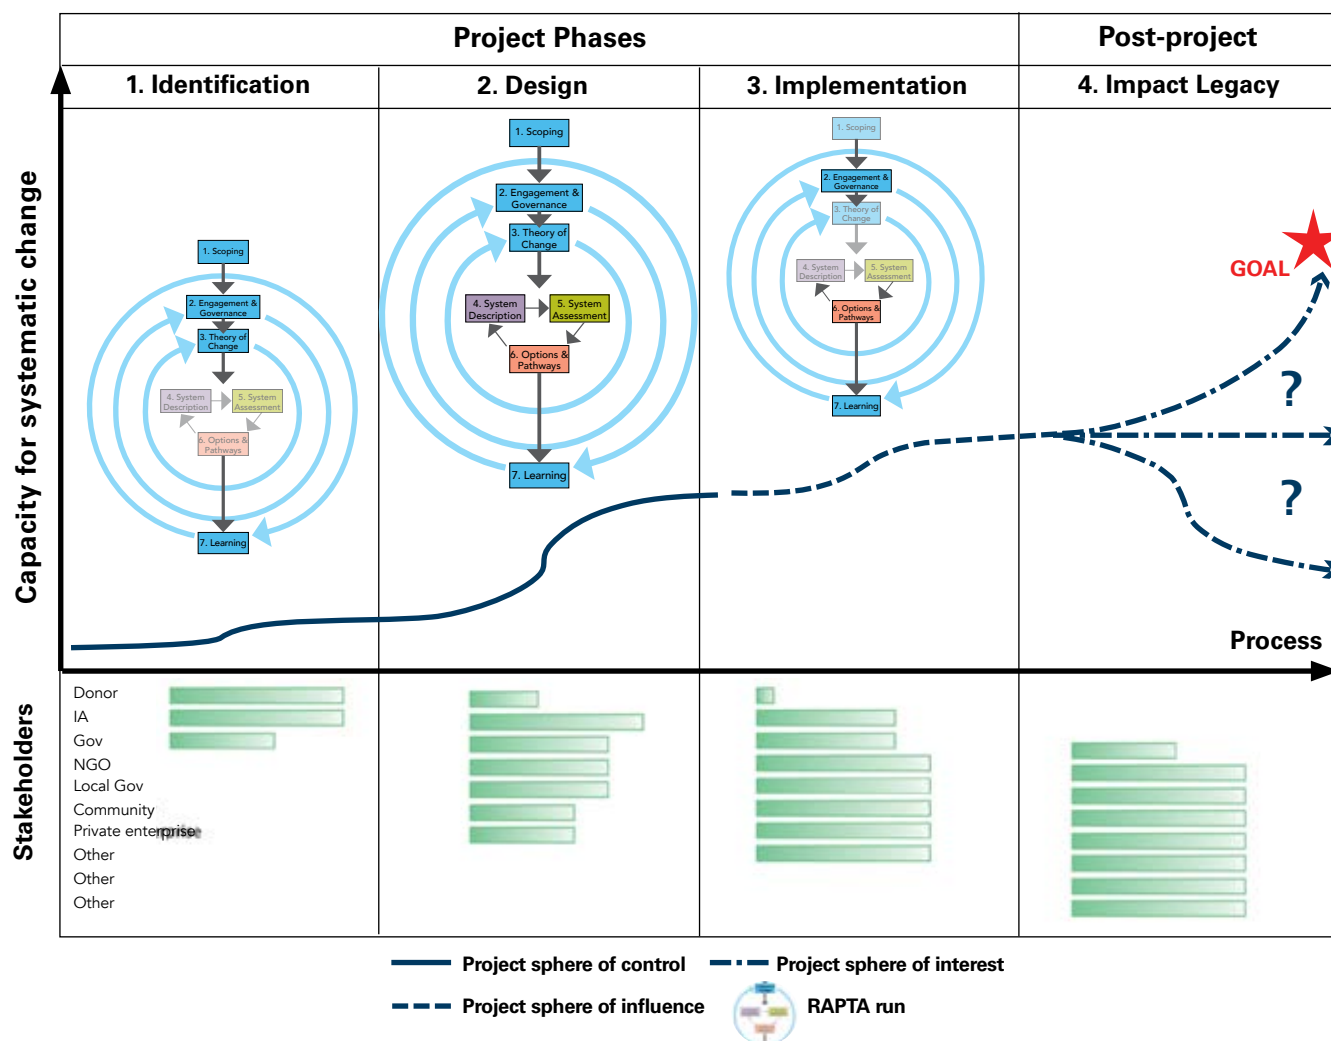 Project Phases
Post-project
1. Identification
2. Design
3. Implementation
4. Impact Legacy
Capacity for systematic change
1. Scoping
2. Engagement &
Governance
3. Theory of
Change
4. System
Description
5. System
Assessment
6. Options &
Pathways
7. Learning
1. Scoping
2. Engagement &
Governance
3. Theory of
Change
4. System
Description
5. System
Assessment
6. Options &
Pathways
7. Learning
1. Scoping
2. Engagement &
Governance
3. Theory of
Change
4. System
Description
5. System
Assessment
6. Options &
Pathways
7. Learning
GOAL
?
?
Process
Stakeholders
Donor
IA
Gov
NGO
Local Gov
Community
Private enterprise
Other
Other
Other
Project sphere of control
Project sphere of interest
Project sphere of influence
RAPTA run